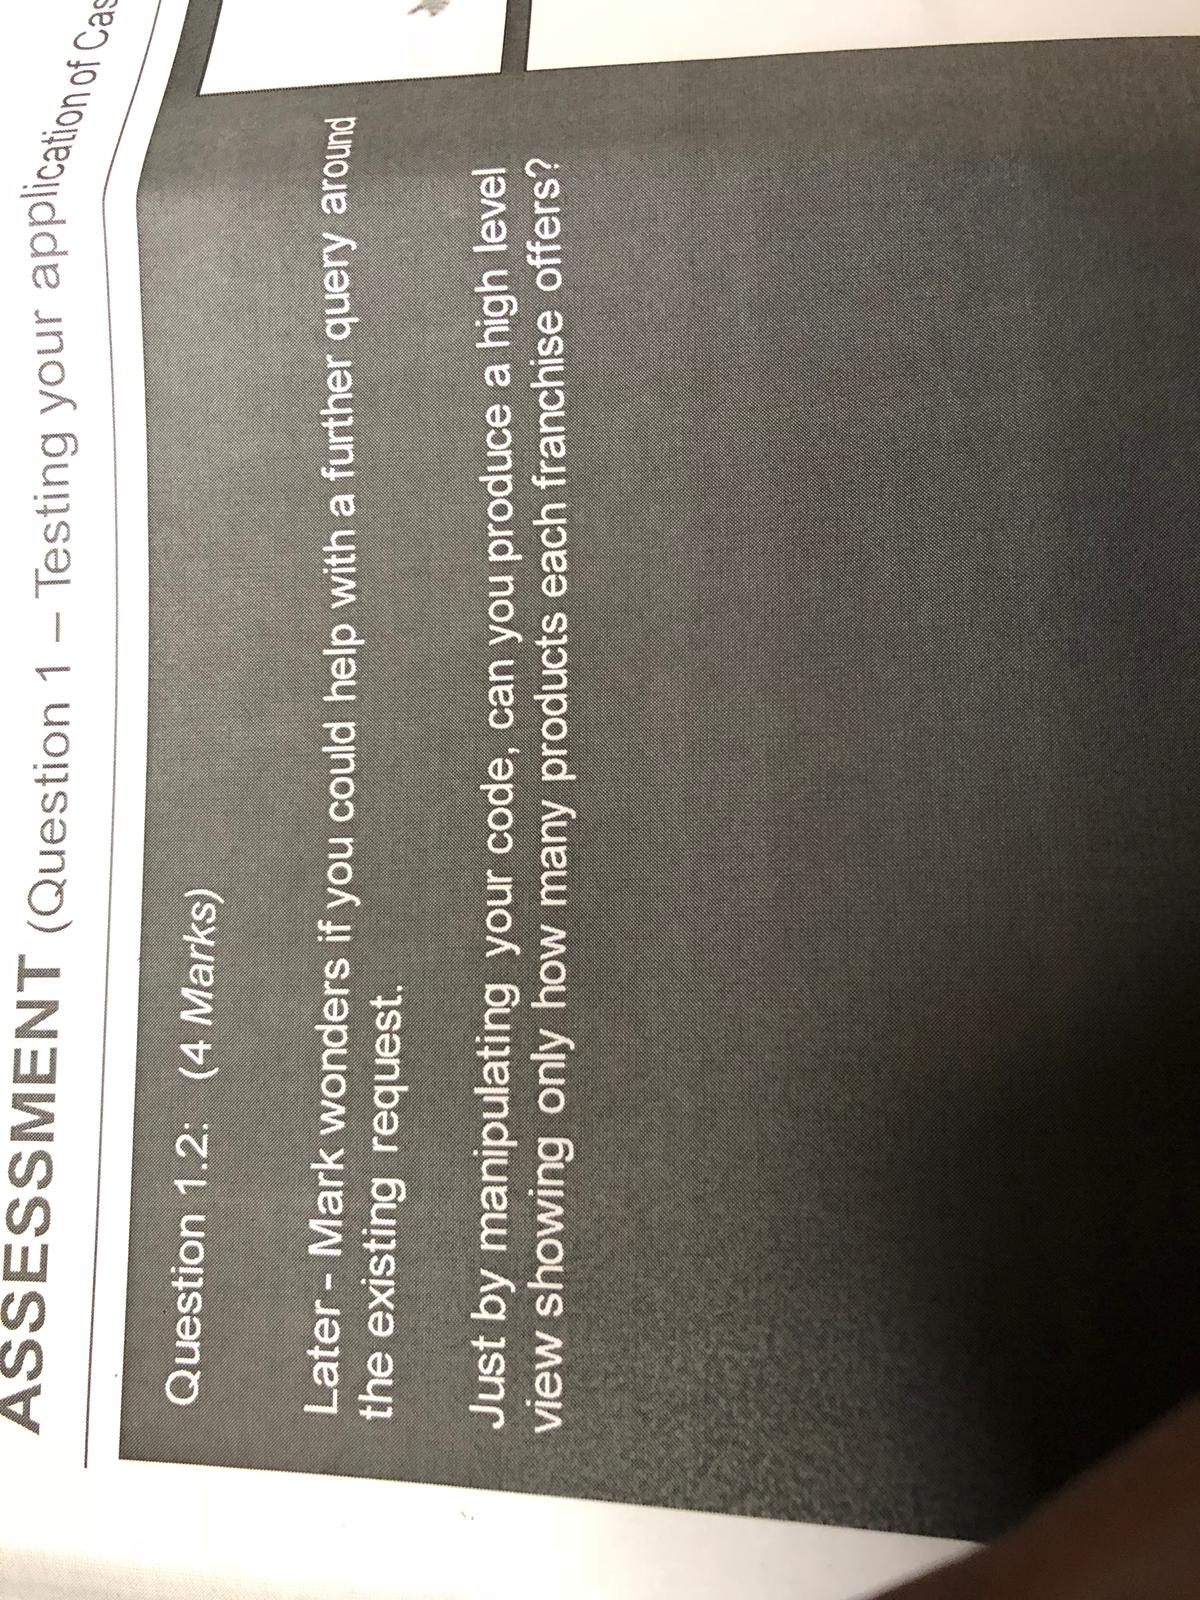 ASSESSMENT (Question 1 – Testing your application of Cas
Question 1.2: (4 Marks)
Later - Mark wonders if you could help with a further query around
the existing request.
Just by manipulating your code, can you produce a high level
view showing only how many products each franchise offers?